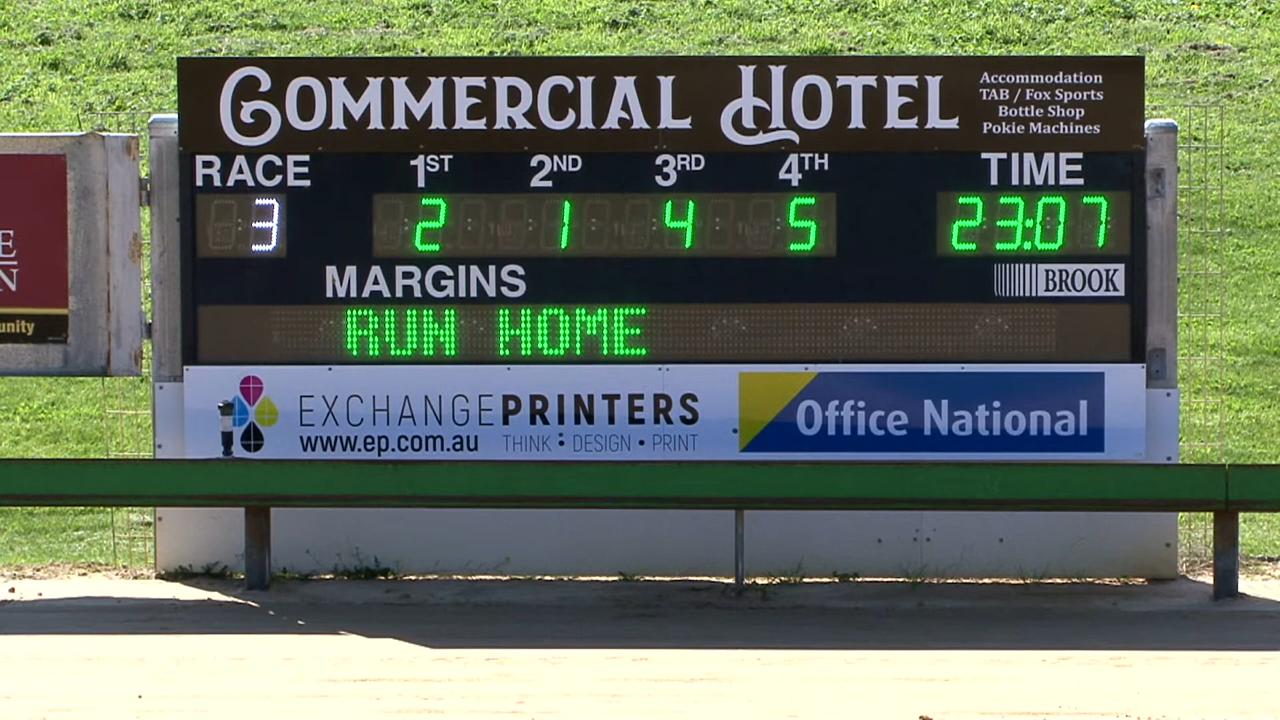 COMMERCIAL HOTEL
Accommodation
TAB / Fox Sports
Bottle Shop
Pokie Machines
RACE 1ST 2ND 3RD 4TH TIME
3 2 1 4 5 23:07
MARGINS
BROOK
RUN HOME
E
N
unity
EXCHANGEPRINTERS
www.ep.com.au THINK : DESIGN • PRINT
Office National